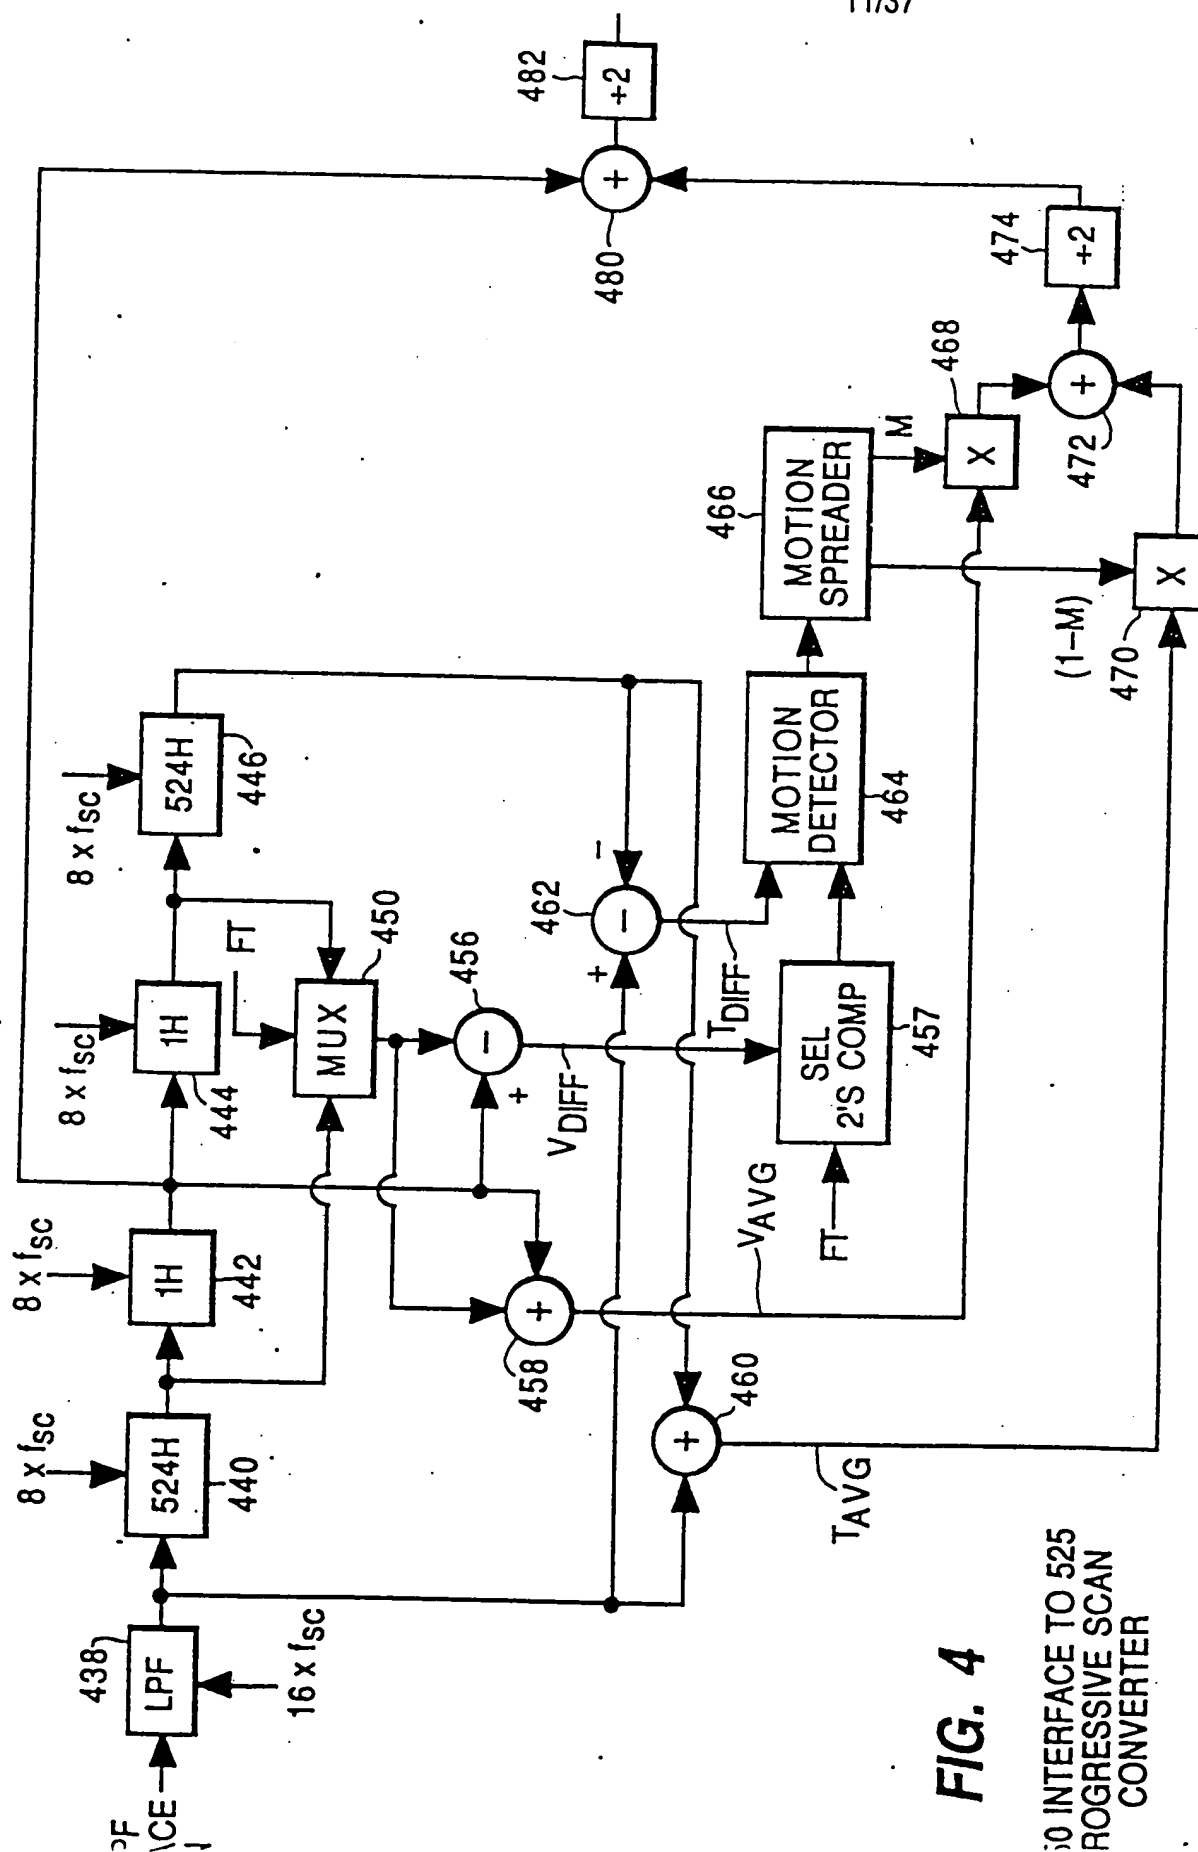 11/37
482
+2
+
480
474
+2
468
M
X
+
472
466
MOTION
SPREADER
(1-M)
470
X
8 x fsc
524H
446
MOTION
DETECTOR
464
-
462
-
+
TDIFF
8 x fsc
1H
444
FT
450
MUX
456
-
+
VDIFF
SEL
2'S COMP
457
FT
8 x fsc
1H
442
+
458
VAVG
8 x fsc
524H
440
460
+
TAVG
438
LPF
16 x fsc
FIG. 4
INTERFACE TO 525
ROGRESSIVE SCAN
CONVERTER